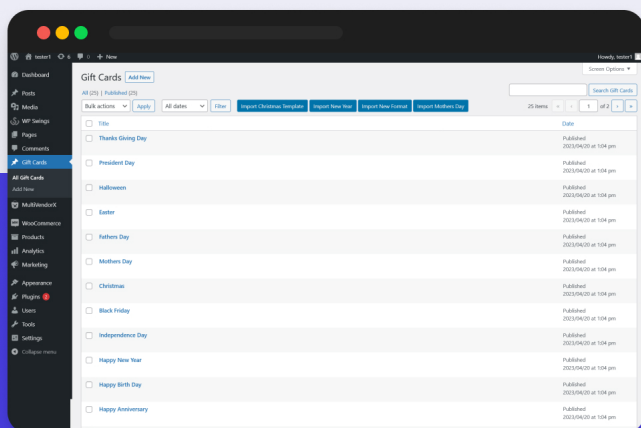 tester1 6 0 + New Howdy, tester1
Screen Options ▼
Dashboard
Posts
Media
WP Swings
Pages
Comments
Gift Cards
All Gift Cards
Add New
MultiVendorX
WooCommerce
Products
Analytics
Marketing
Appearance
Plugins 2
Users
Tools
Settings
Collapse menu
Gift Cards Add New
All (25) | Published (25)
Search Gift Cards
Bulk actions Apply All dates Filter Import Christmas Template Import New Year Import New Format Import Mothers Day 25 items « ‹ 1 of 2 › »
Title Date
Thanks Giving Day Published
2023/04/20 at 1:04 pm
President Day Published
2023/04/20 at 1:04 pm
Halloween Published
2023/04/20 at 1:04 pm
Easter Published
2023/04/20 at 1:04 pm
Fathers Day Published
2023/04/20 at 1:04 pm
Mothers Day Published
2023/04/20 at 1:04 pm
Christmas Published
2023/04/20 at 1:04 pm
Black Friday Published
2023/04/20 at 1:04 pm
Independence Day Published
2023/04/20 at 1:04 pm
Happy New Year Published
2023/04/20 at 1:04 pm
Happy Birth Day Published
2023/04/20 at 1:04 pm
Happy Anniversary Published
2023/04/20 at 1:04 pm